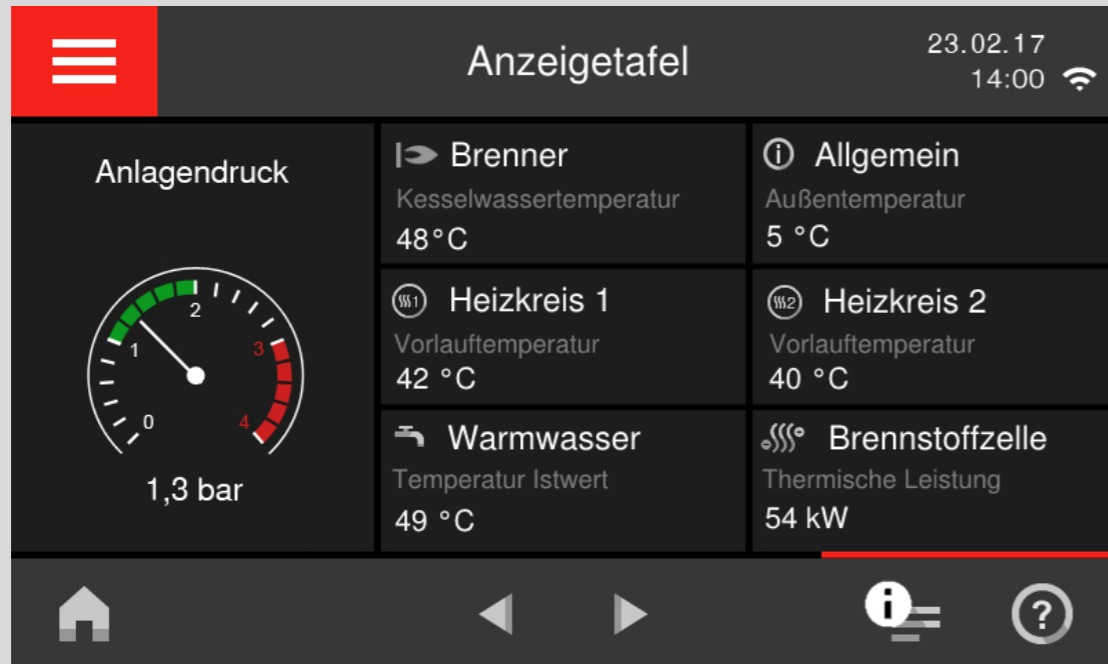 Anzeigetafel
23.02.17
14:00
Anlagendruck
0
1
2
3
4
1,3 bar
Brenner
Kesselwassertemperatur
48°C
i Allgemein
Außentemperatur
5 °C
1 Heizkreis 1
Vorlauftemperatur
42 °C
2 Heizkreis 2
Vorlauftemperatur
40 °C
Warmwasser
Temperatur Istwert
49 °C
Brennstoffzelle
Thermische Leistung
54 kW
i
?